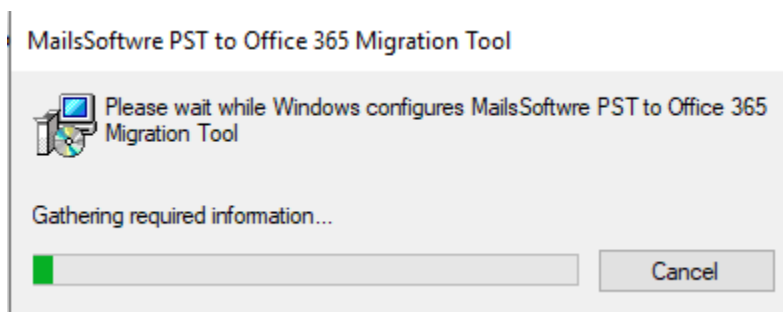 MailsSoftwre PST to Office 365 Migration Tool
Please wait while Windows configures MailsSoftwre PST to Office 365
Migration Tool
Gathering required information...
Cancel